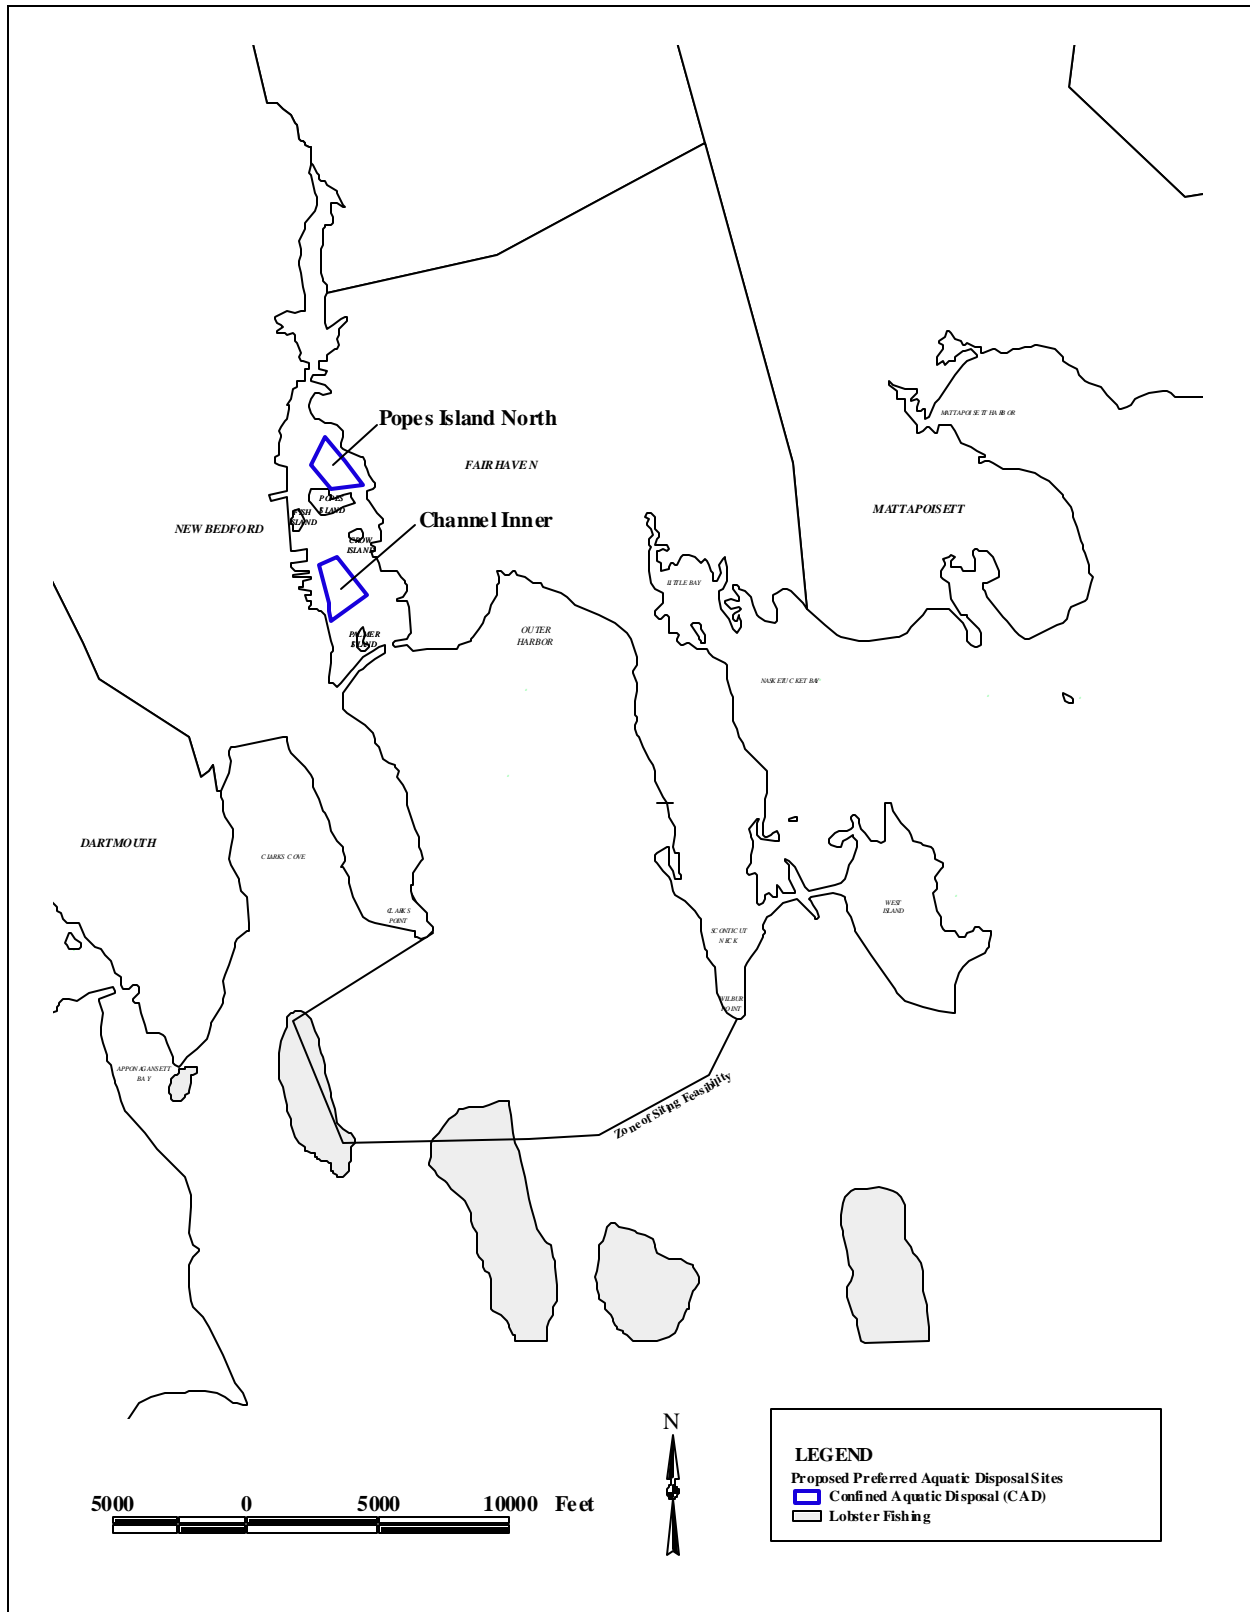 Popes Island North
FAIRHAVEN
MATTAPOISETT HARBOR
POPES
ISLAND
FISH
ISLAND
MATTAPOISETT
NEW BEDFORD
Channel Inner
CROW
ISLAND
LITTLE BAY
OUTER
HARBOR
PALMER
ISLAND
NASKETUCKET BAY
DARTMOUTH
CLARKS COVE
CLARKS
POINT
WEST
ISLAND
SCONTICUT
NECK
WILBUR
POINT
APPONAGANSETT
BAY
Zone of Siting Feasibility
N
LEGEND
Proposed Preferred Aquatic Disposal Sites
Confined Aquatic Disposal (CAD)
Lobster Fishing
5000 0 5000 10000 Feet